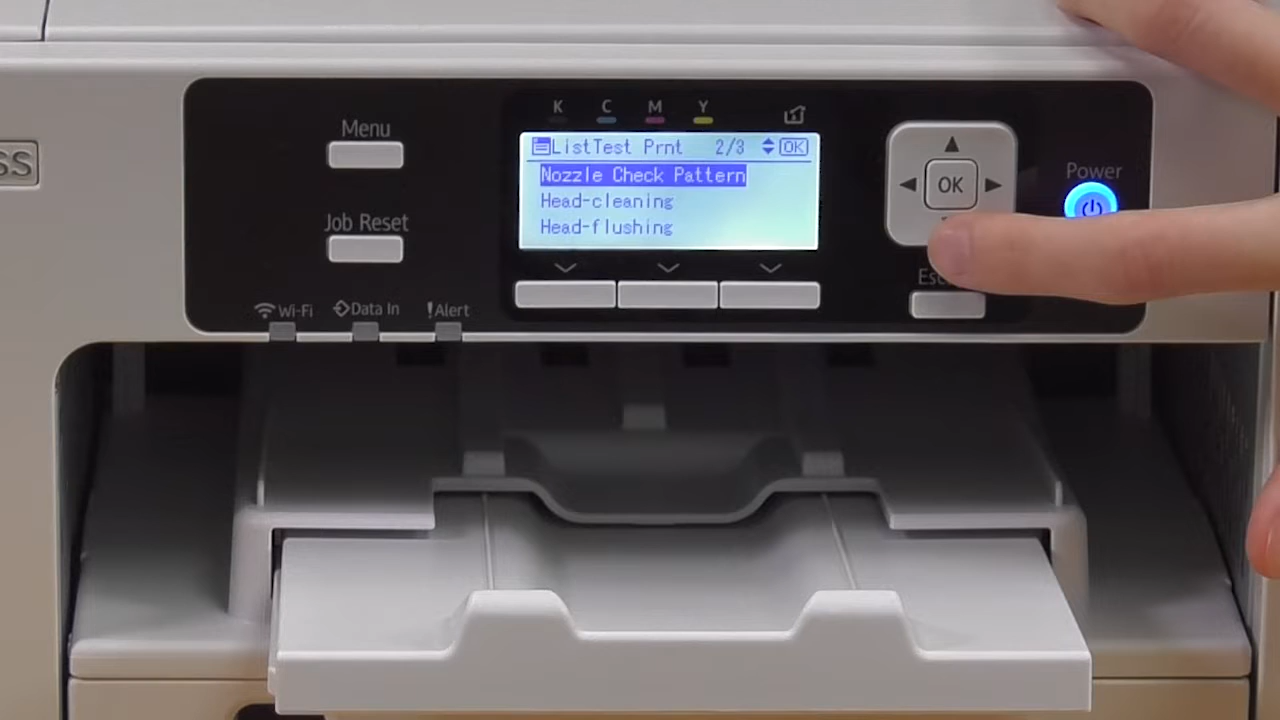 SS
Menu
Job Reset
Wi-Fi
Data In
!Alert
K C M Y
ListTest Prnt 2/3 OK
Nozzle Check Pattern
Head-cleaning
Head-flushing
OK
Power